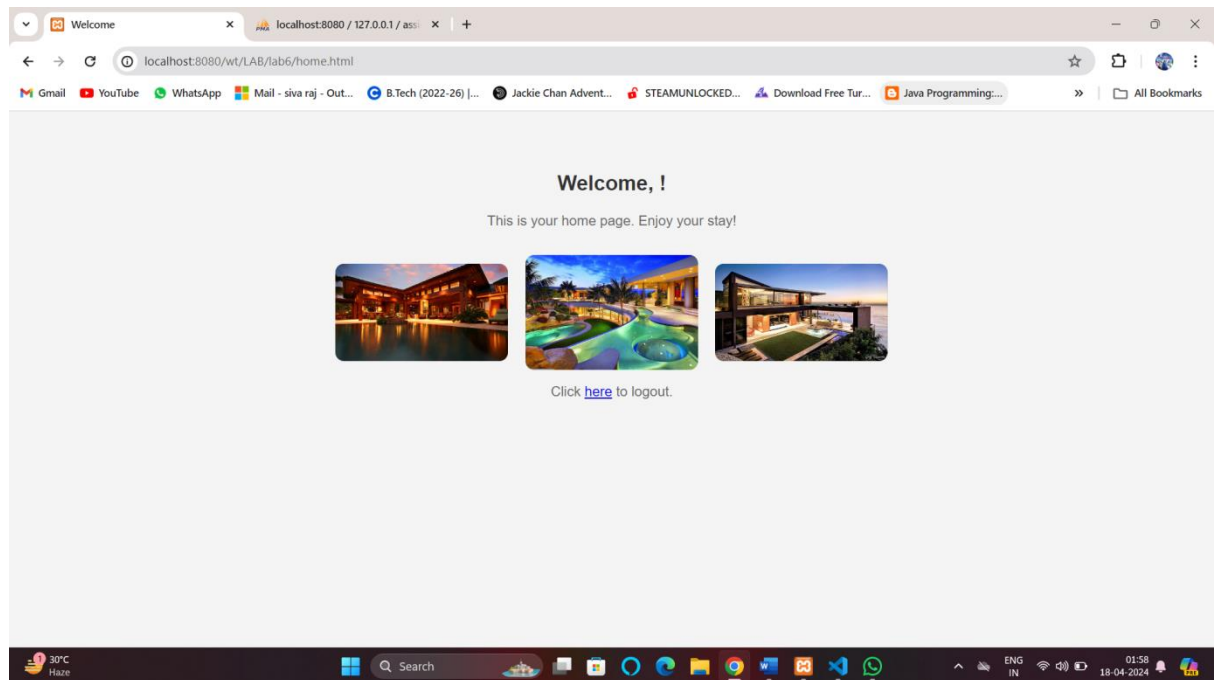 Welcome
localhost:8080 / 127.0.0.1 / ass
localhost:8080/wt/LAB/lab6/home.html
Gmail YouTube WhatsApp Mail - siva raj - Out... B.Tech (2022-26) |... Jackie Chan Advent... STEAMUNLOCKED... Download Free Tur... Java Programming:... » All Bookmarks
Welcome, !
This is your home page. Enjoy your stay!
Click here to logout.
1 30°C
Haze
Search
ENG
IN
01:58
18-04-2024